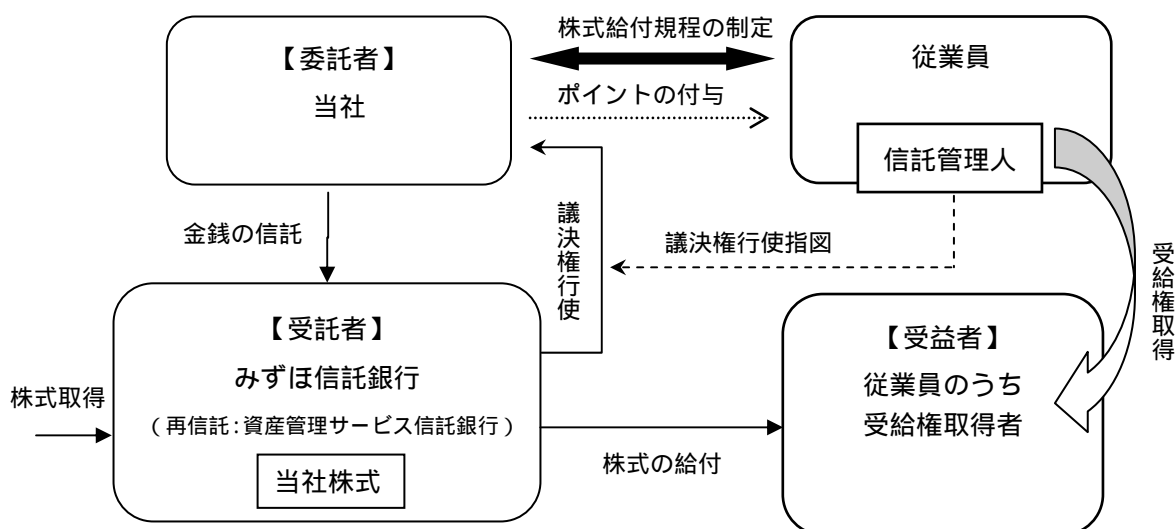 株式給付規程の制定
【委託者】
当社
従業員
ポイントの付与
信託管理人
金銭の信託
議決権行使
議決権行使指図
受給権取得
【受託者】
みずほ信託銀行
（再信託：資産管理サービス信託銀行）
当社株式
株式取得
株式の給付
【受益者】
従業員のうち
受給権取得者